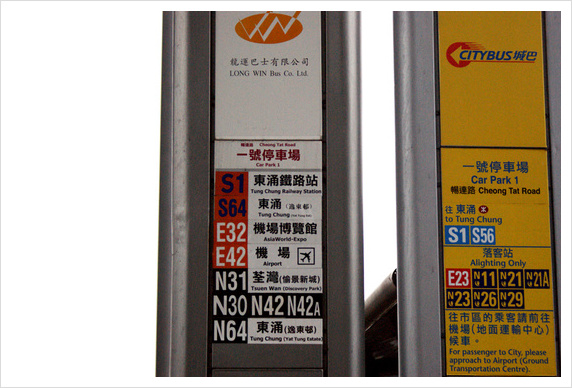 龍運巴士有限公司
LONG WIN Bus Co. Ltd.
暢達路 Cheong Tat Road
一號停車場
Car Park 1
S1 東涌鐵路站
Tung Chung Railway Station
S64 東涌 (逸東邨)
Tung Chung (Yat Tung Est)
E32 機場博覽館
AsiaWorld-Expo
E42 機場
Airport
N31 荃灣(愉景新城)
Tsuen Wan (Discovery Park)
N30 N42 N42A
N64 東涌(逸東邨)
Tung Chung (Yat Tung Estate)
CITYBUS 城巴
一號停車場
Car Park 1
暢達路 Cheong Tat Road
往 東涌
to Tung Chung
S1 S56
落客站
Alighting Only
E23 N11 N21 N21A
N23 N26 N29
往市區的乘客請前往
機場(地面運輸中心)
候車。
For passenger to City, please
approach to Airport (Ground
Transportation Centre).